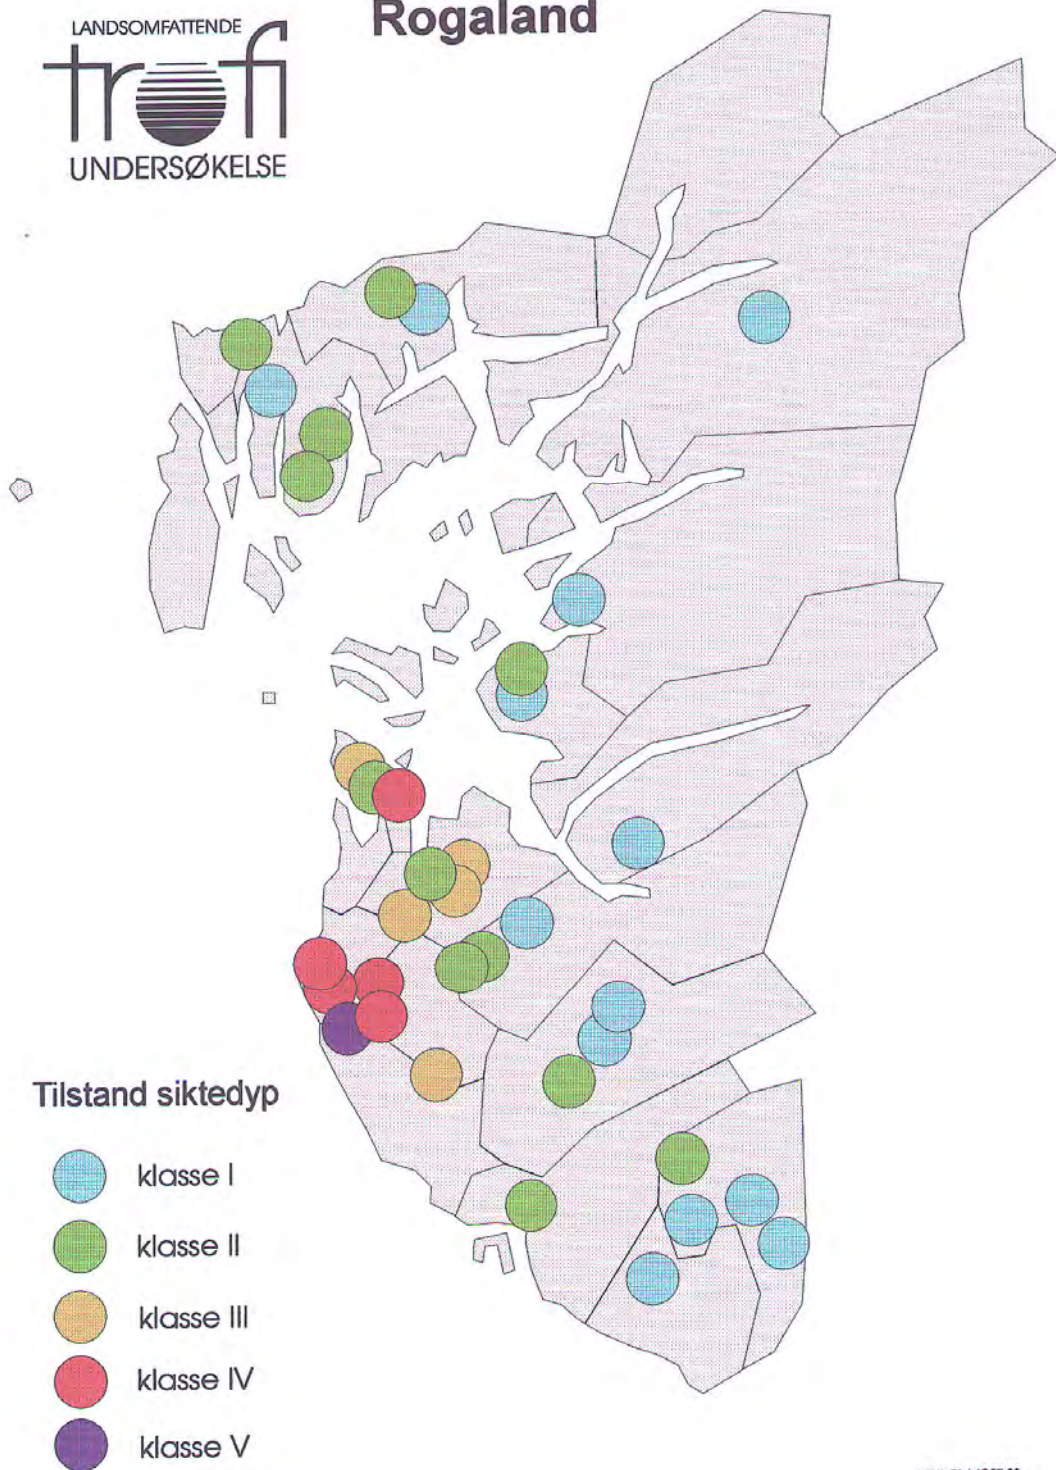 LANDSOMFATTENDE
trofi
UNDERSØKELSE
Rogaland
Tilstand siktedyp
klasse I
klasse II
klasse III
klasse IV
klasse V